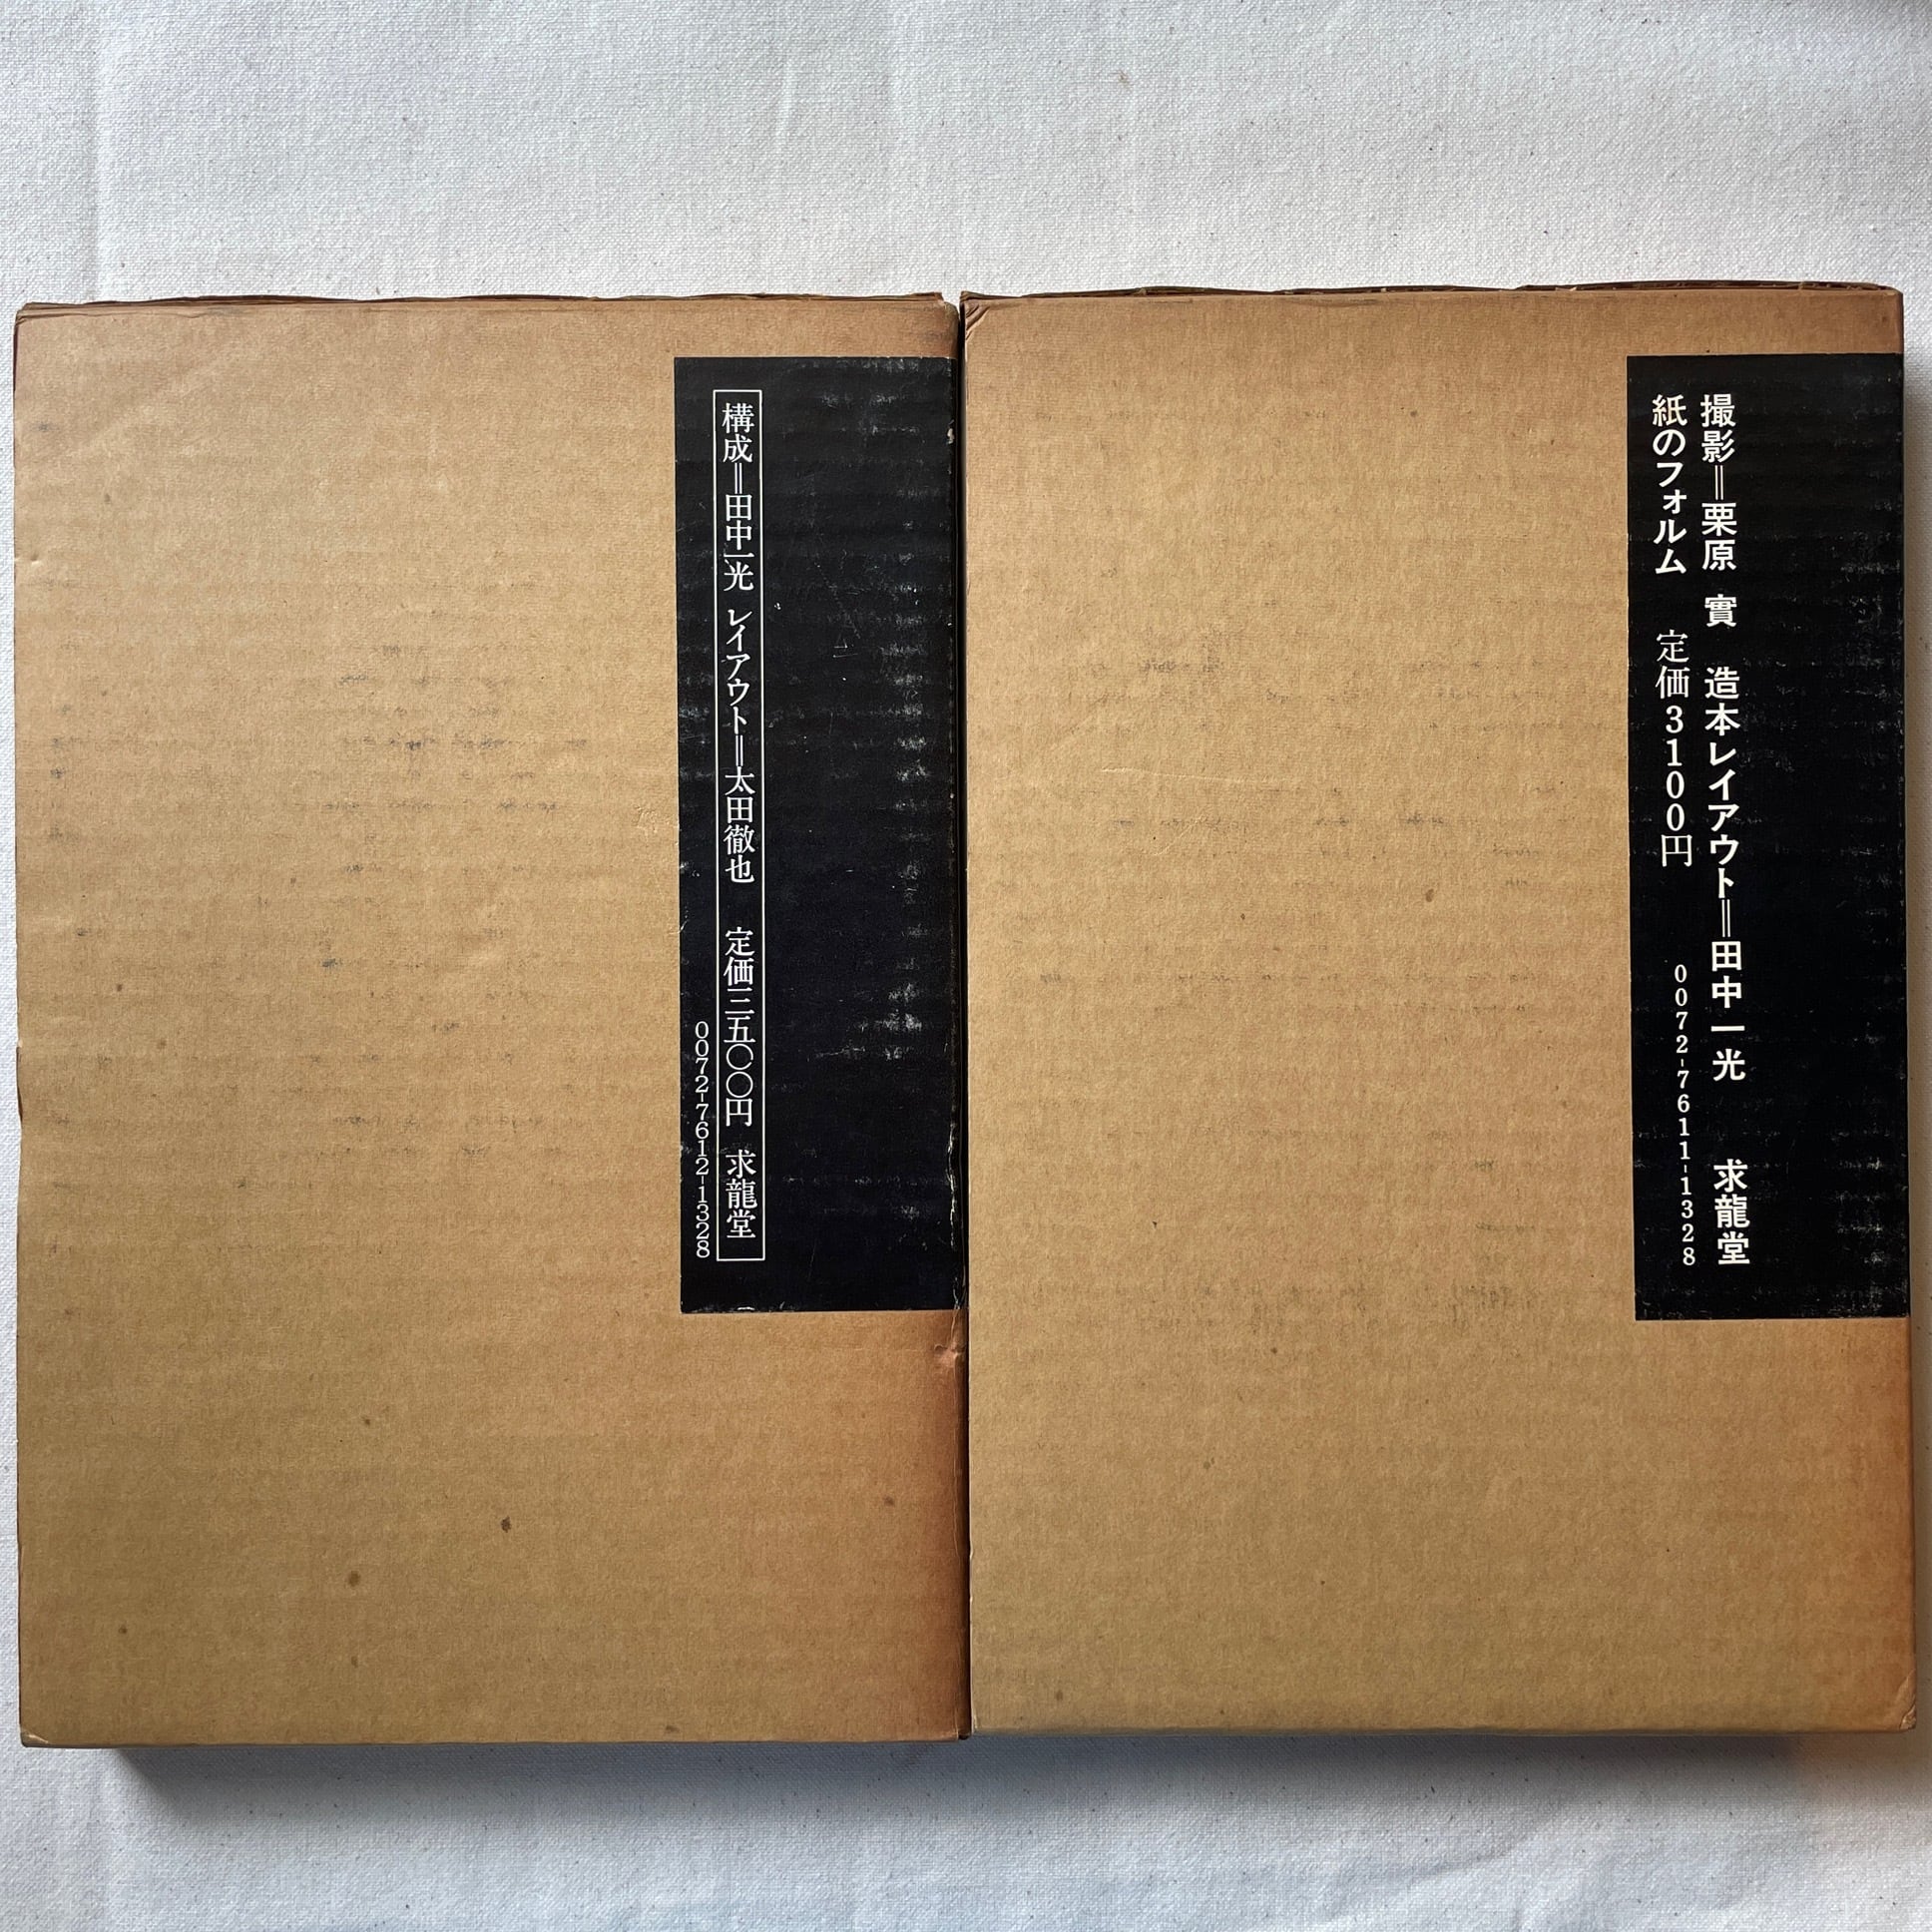 構成＝田中一光 レイアウト＝太田徹也 定価三五〇〇円 求龍堂
0072-7612-1328
撮影＝栗原 實 造本レイアウト＝田中一光 求龍堂
紙のフォルム 定価3100円 0072-7611-1328